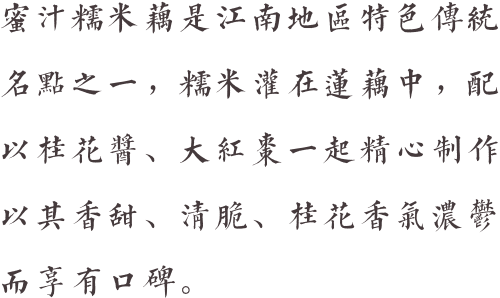 蜜汁糯米藕是江南地區特色傳統
名點之一，糯米灌在蓮藕中，配
以桂花醬、大紅棗一起精心制作
以其香甜、清脆、桂花香氣濃鬱
而享有口碑。